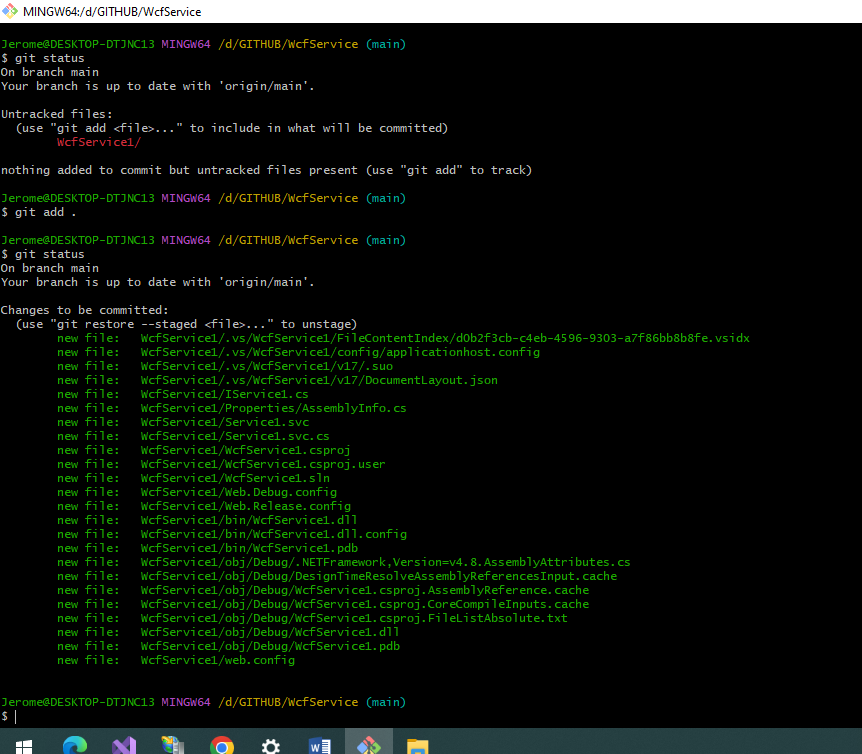 MINGW64:/d/GITHUB/WcfService
Jerome@DESKTOP-DTJNC13 MINGW64 /d/GITHUB/WcfService (main)
$ git status
On branch main
Your branch is up to date with 'origin/main'.
Untracked files:
(use "git add <file>..." to include in what will be committed)
WcfService1/
nothing added to commit but untracked files present (use "git add" to track)
Jerome@DESKTOP-DTJNC13 MINGW64 /d/GITHUB/WcfService (main)
$ git add .
Jerome@DESKTOP-DTJNC13 MINGW64 /d/GITHUB/WcfService (main)
$ git status
On branch main
Your branch is up to date with 'origin/main'.
Changes to be committed:
(use "git restore --staged <file>..." to unstage)
new file:   WcfService1/.vs/WcfService1/FileContentIndex/d0b2f3cb-c4eb-4596-9303-a7f86bb8b8fe.vsidx
new file:   WcfService1/.vs/WcfService1/config/applicationhost.config
new file:   WcfService1/.vs/WcfService1/v17/.suo
new file:   WcfService1/.vs/WcfService1/v17/DocumentLayout.json
new file:   WcfService1/IService1.cs
new file:   WcfService1/Properties/AssemblyInfo.cs
new file:   WcfService1/Service1.svc
new file:   WcfService1/Service1.svc.cs
new file:   WcfService1/WcfService1.csproj
new file:   WcfService1/WcfService1.csproj.user
new file:   WcfService1/WcfService1.sln
new file:   WcfService1/Web.Debug.config
new file:   WcfService1/Web.Release.config
new file:   WcfService1/bin/WcfService1.dll
new file:   WcfService1/bin/WcfService1.dll.config
new file:   WcfService1/bin/WcfService1.pdb
new file:   WcfService1/obj/Debug/.NETFramework,Version=v4.8.AssemblyAttributes.cs
new file:   WcfService1/obj/Debug/DesignTimeResolveAssemblyReferencesInput.cache
new file:   WcfService1/obj/Debug/WcfService1.csproj.AssemblyReference.cache
new file:   WcfService1/obj/Debug/WcfService1.csproj.CoreCompileInputs.cache
new file:   WcfService1/obj/Debug/WcfService1.csproj.FileListAbsolute.txt
new file:   WcfService1/obj/Debug/WcfService1.dll
new file:   WcfService1/obj/Debug/WcfService1.pdb
new file:   WcfService1/web.config
Jerome@DESKTOP-DTJNC13 MINGW64 /d/GITHUB/WcfService (main)
$